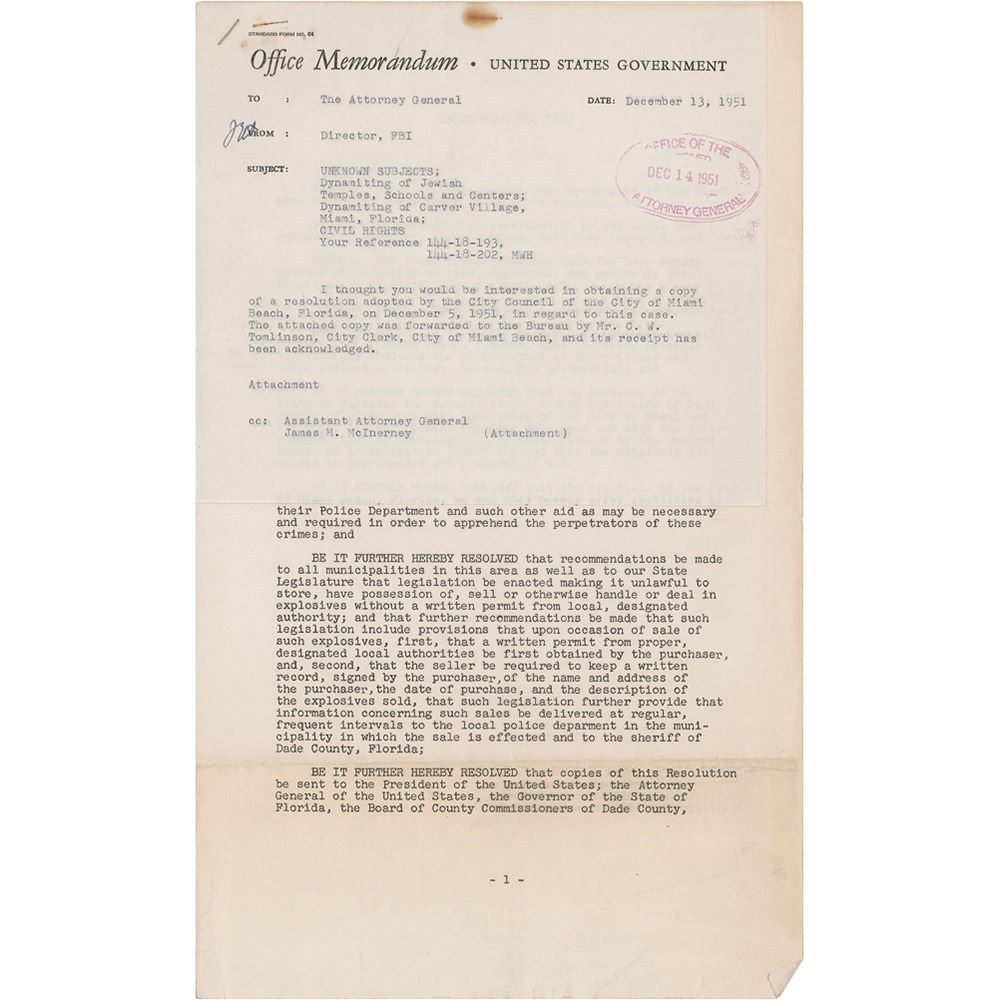 STANDARD FORM NO. 64
Office Memorandum • UNITED STATES GOVERNMENT
TO : The Attorney General DATE: December 13, 1951
FROM : Director, FBI
OFFICE OF THE
DEC 14 1951
ATTORNEY GENERAL
SUBJECT: UNKNOWN SUBJECTS;
Dynamiting of Jewish
Temples, Schools and Centers;
Dynamiting of Carver Village,
Miami, Florida;
CIVIL RIGHTS
Your Reference 144-18-193,
144-18-202, MWH
I thought you would be interested in obtaining a copy
of a resolution adopted by the City Council of the City of Miami
Beach, Florida, on December 5, 1951, in regard to this case.
The attached copy was forwarded to the Bureau by Mr. C. W.
Tomlinson, City Clerk, City of Miami Beach, and its receipt has
been acknowledged.
Attachment
cc: Assistant Attorney General
James M. McInerney (Attachment)
their Police Department and such other aid as may be necessary
and required in order to apprehend the perpetrators of these
crimes; and
BE IT FURTHER HEREBY RESOLVED that recommendations be made
to all municipalities in this area as well as to our State
Legislature that legislation be enacted making it unlawful to
store, have possession of, sell or otherwise handle or deal in
explosives without a written permit from local, designated
authority; and that further recommendations be made that such
legislation include provisions that upon occasion of sale of
such explosives, first, that a written permit from proper,
designated local authorities be first obtained by the purchaser,
and, second, that the seller be required to keep a written
record, signed by the purchaser, of the name and address of
the purchaser, the date of purchase, and the description of
the explosives sold, that such legislation further provide that
information concerning such sales be delivered at regular,
frequent intervals to the local police deparment in the muni-
cipality in which the sale is effected and to the sheriff of
Dade County, Florida;
BE IT FURTHER HEREBY RESOLVED that copies of this Resolution
be sent to the President of the United States; the Attorney
General of the United States, the Governor of the State of
Florida, the Board of County Commissioners of Dade County,
- 1 -